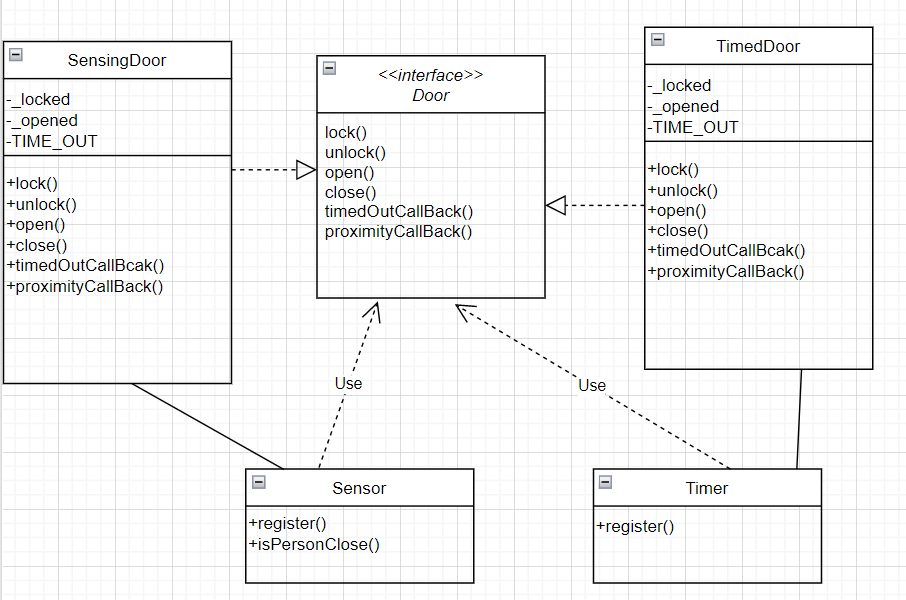 SensingDoor
-_locked
-_opened
-TIME_OUT
+lock()
+unlock()
+open()
+close()
+timedOutCallBcak()
+proximityCallBack()
<<interface>>
Door
lock()
unlock()
open()
close()
timedOutCallBack()
proximityCallBack()
TimedDoor
-_locked
-_opened
-TIME_OUT
+lock()
+unlock()
+open()
+close()
+timedOutCallBcak()
+proximityCallBack()
Use
Use
Sensor
+register()
+isPersonClose()
Timer
+register()